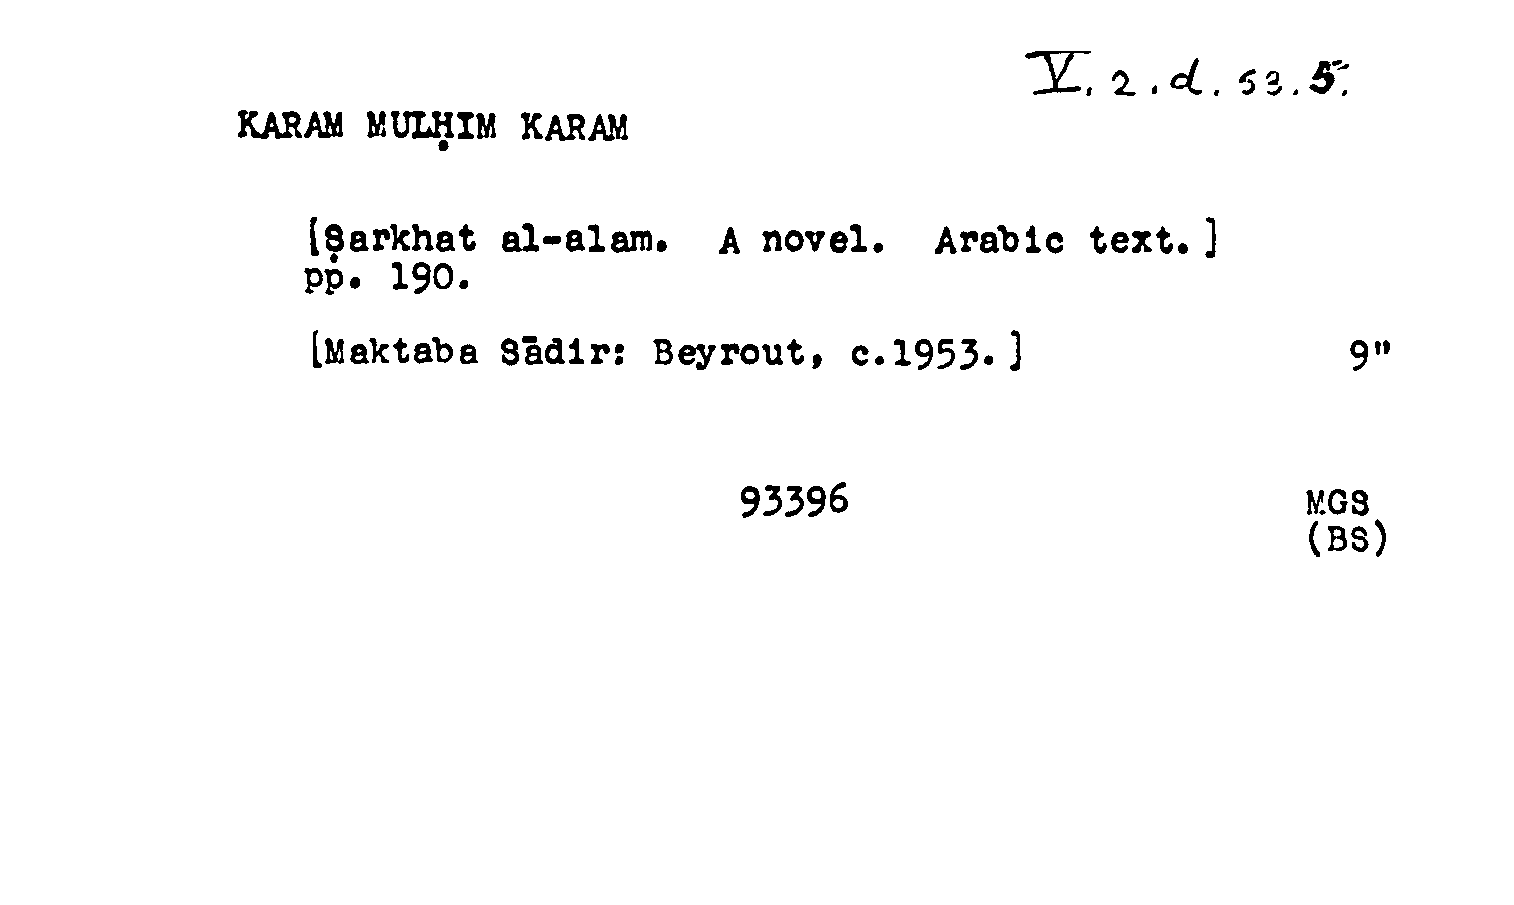 V. 2. d. 53. 5.
KARAM MULḤIM KARAM
[Ṣarkhat al-alam. A novel. Arabic text.]
pp. 190.
[Maktaba Sādir: Beyrout, c.1953.] 9"
93396 MGS
(BS)